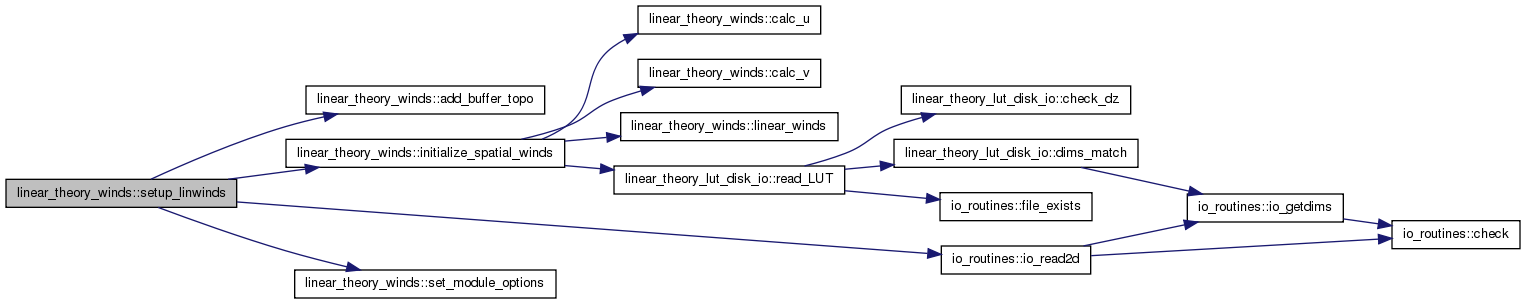 linear_theory_winds::calc_u
linear_theory_winds::calc_v
linear_theory_lut_disk_io::check_dz
linear_theory_winds::add_buffer_topo
linear_theory_winds::linear_winds
linear_theory_winds::initialize_spatial_winds
linear_theory_lut_disk_io::dims_match
linear_theory_lut_disk_io::read_LUT
linear_theory_winds::setup_linwinds
io_routines::file_exists
io_routines::io_getdims
io_routines::check
io_routines::io_read2d
linear_theory_winds::set_module_options